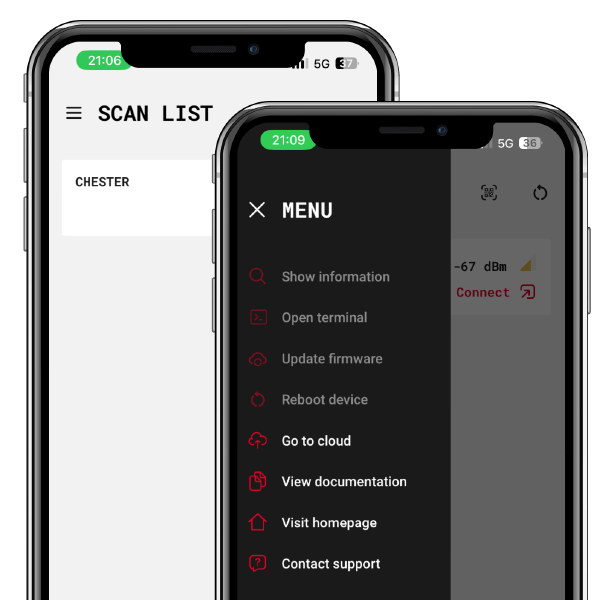 21:06
5G 37
SCAN LIST
CHESTER
21:09
5G 36
MENU
-67 dBm
Connect
Show information
Open terminal
Update firmware
Reboot device
Go to cloud
View documentation
Visit homepage
Contact support